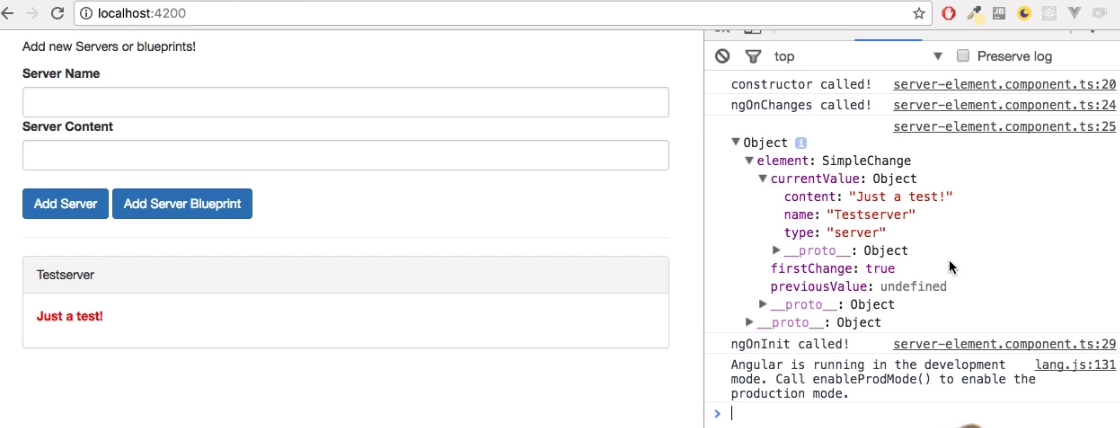 localhost:4200
Add new Servers or blueprints!
Server Name
Server Content
Add Server Add Server Blueprint
Testserver
Just a test!
top Preserve log
constructor called! server-element.component.ts:20
ngOnChanges called! server-element.component.ts:24
server-element.component.ts:25
Object i
element: SimpleChange
currentValue: Object
content: "Just a test!"
name: "Testserver"
type: "server"
__proto__: Object
firstChange: true
previousValue: undefined
__proto__: Object
__proto__: Object
ngOnInit called! server-element.component.ts:29
Angular is running in the development lang.js:131
mode. Call enableProdMode() to enable the
production mode.